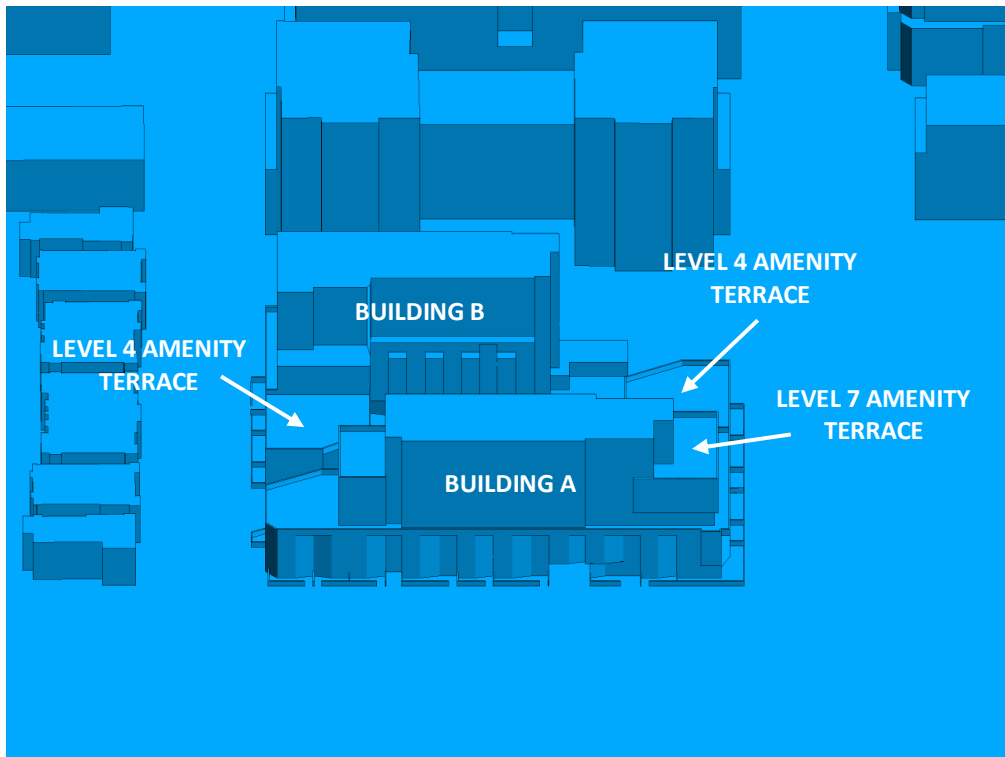 LEVEL 4 AMENITY
TERRACE
BUILDING B
LEVEL 4 AMENITY
TERRACE
LEVEL 7 AMENITY
TERRACE
BUILDING A